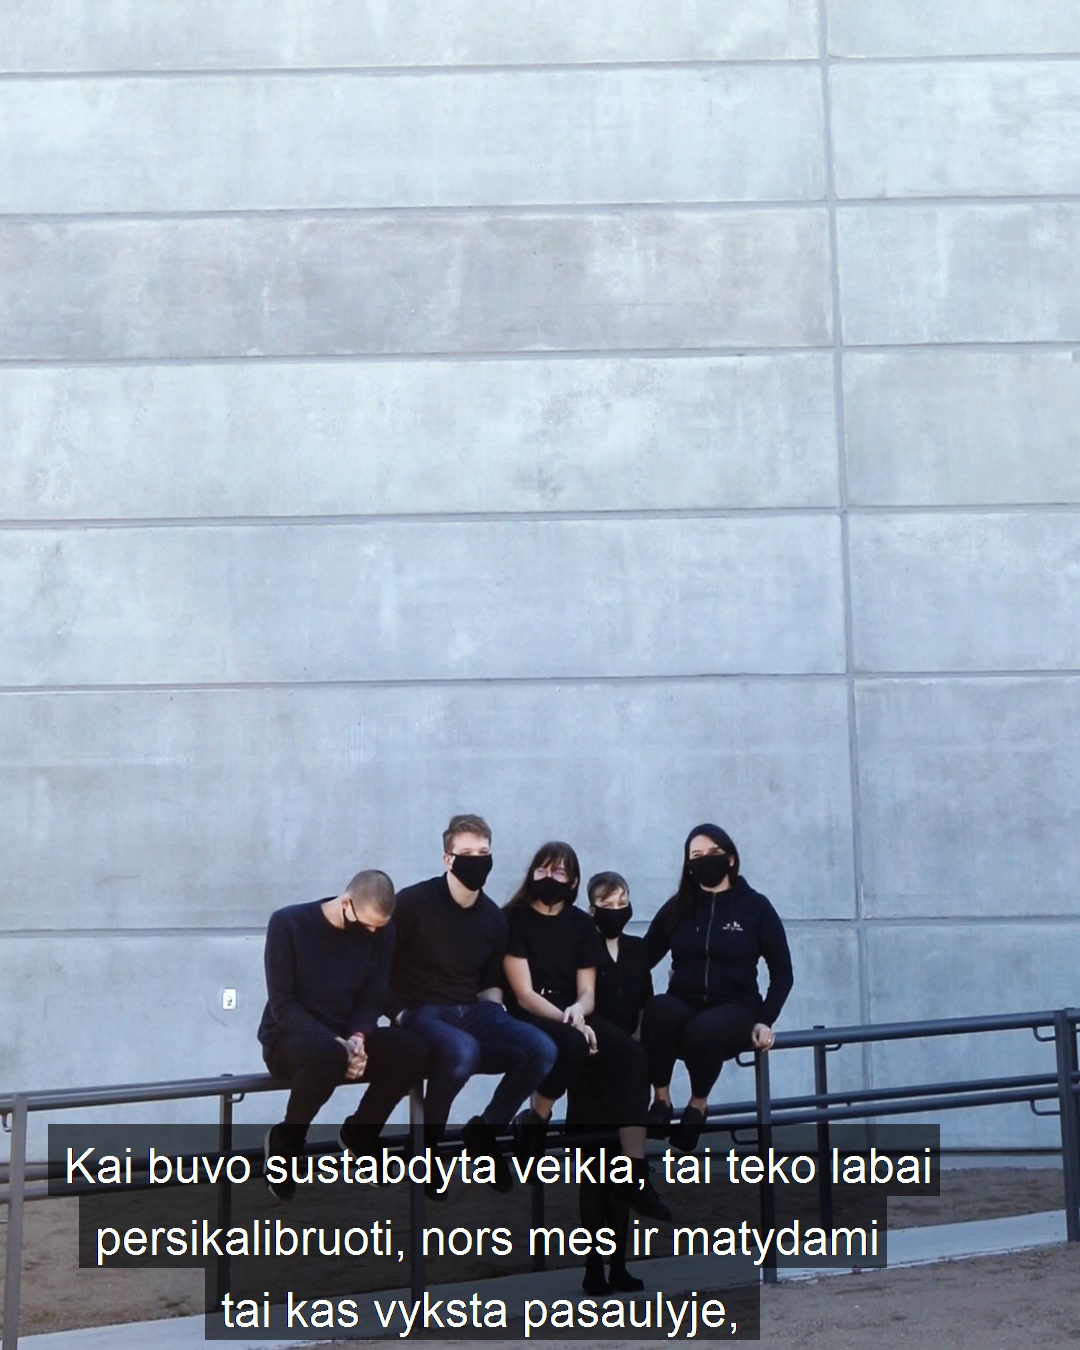 Kai buvo sustabdyta veikla, tai teko labai
persikalibruoti, nors mes ir matydami
tai kas vyksta pasaulyje,